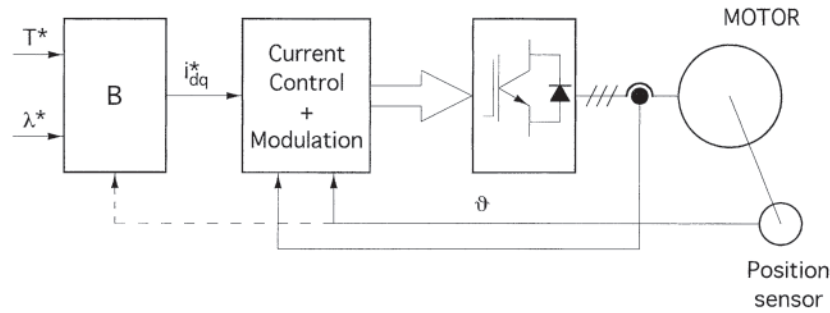 MOTOR
T*
λ*
B
i*dq
Current
Control
+
Modulation
ϑ
Position
sensor